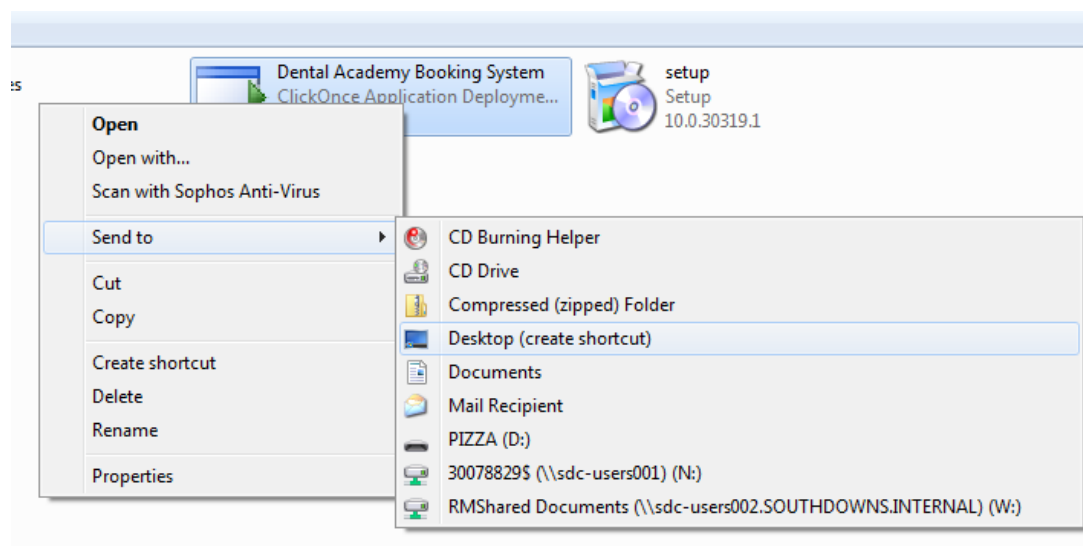 es
Dental Academy Booking System
ClickOnce Application Deployme...
setup
Setup
10.0.30319.1
Open
Open with...
Scan with Sophos Anti-Virus
Send to
Cut
Copy
Create shortcut
Delete
Rename
Properties
CD Burning Helper
CD Drive
Compressed (zipped) Folder
Desktop (create shortcut)
Documents
Mail Recipient
PIZZA (D:)
30078829$ (\\sdc-users001) (N:)
RMShared Documents (\\sdc-users002.SOUTHDOWNS.INTERNAL) (W:)